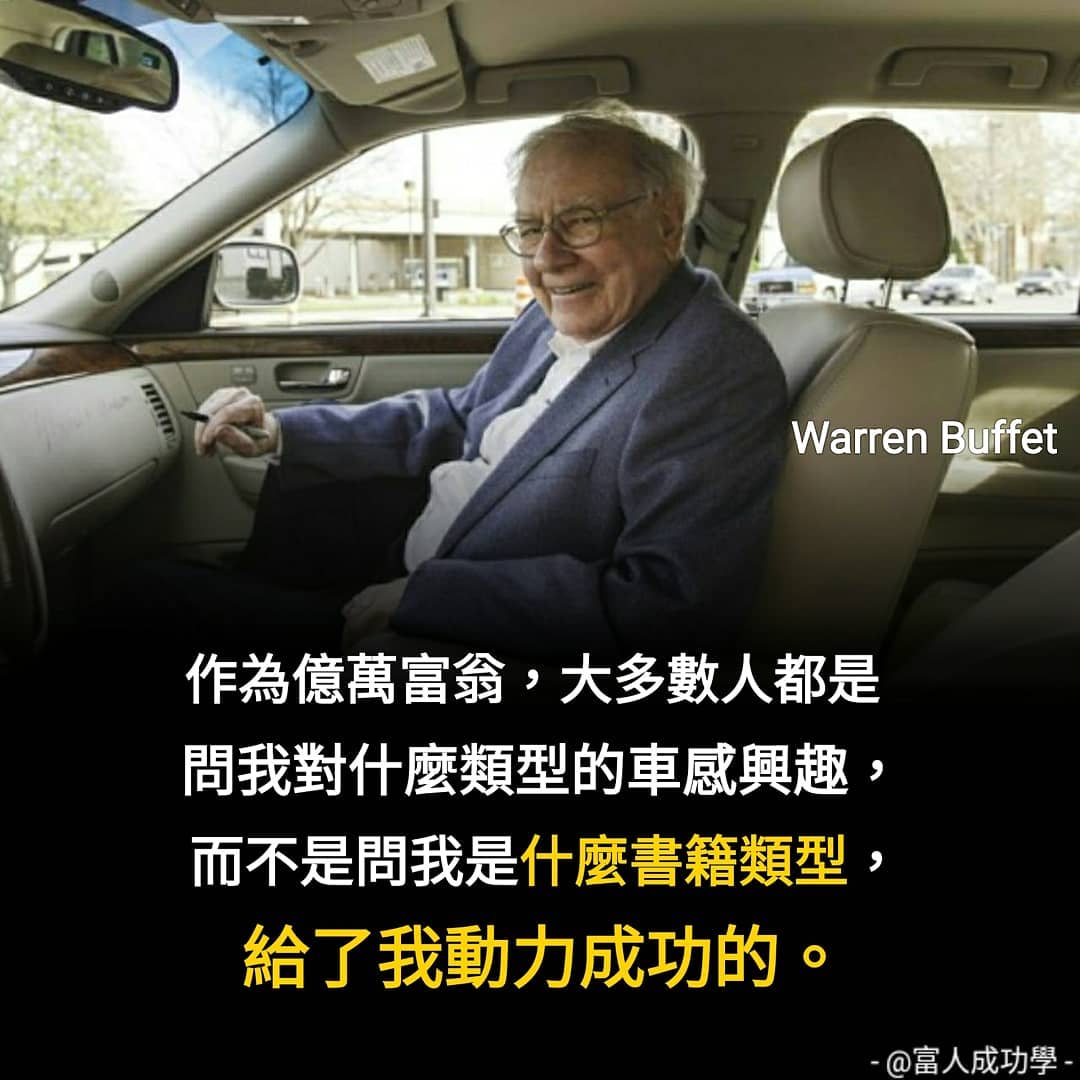 Warren Buffet
作為億萬富翁，大多數人都是
問我對什麼類型的車感興趣，
而不是問我是什麼書籍類型，
給了我動力成功的。
- @富人成功學 -